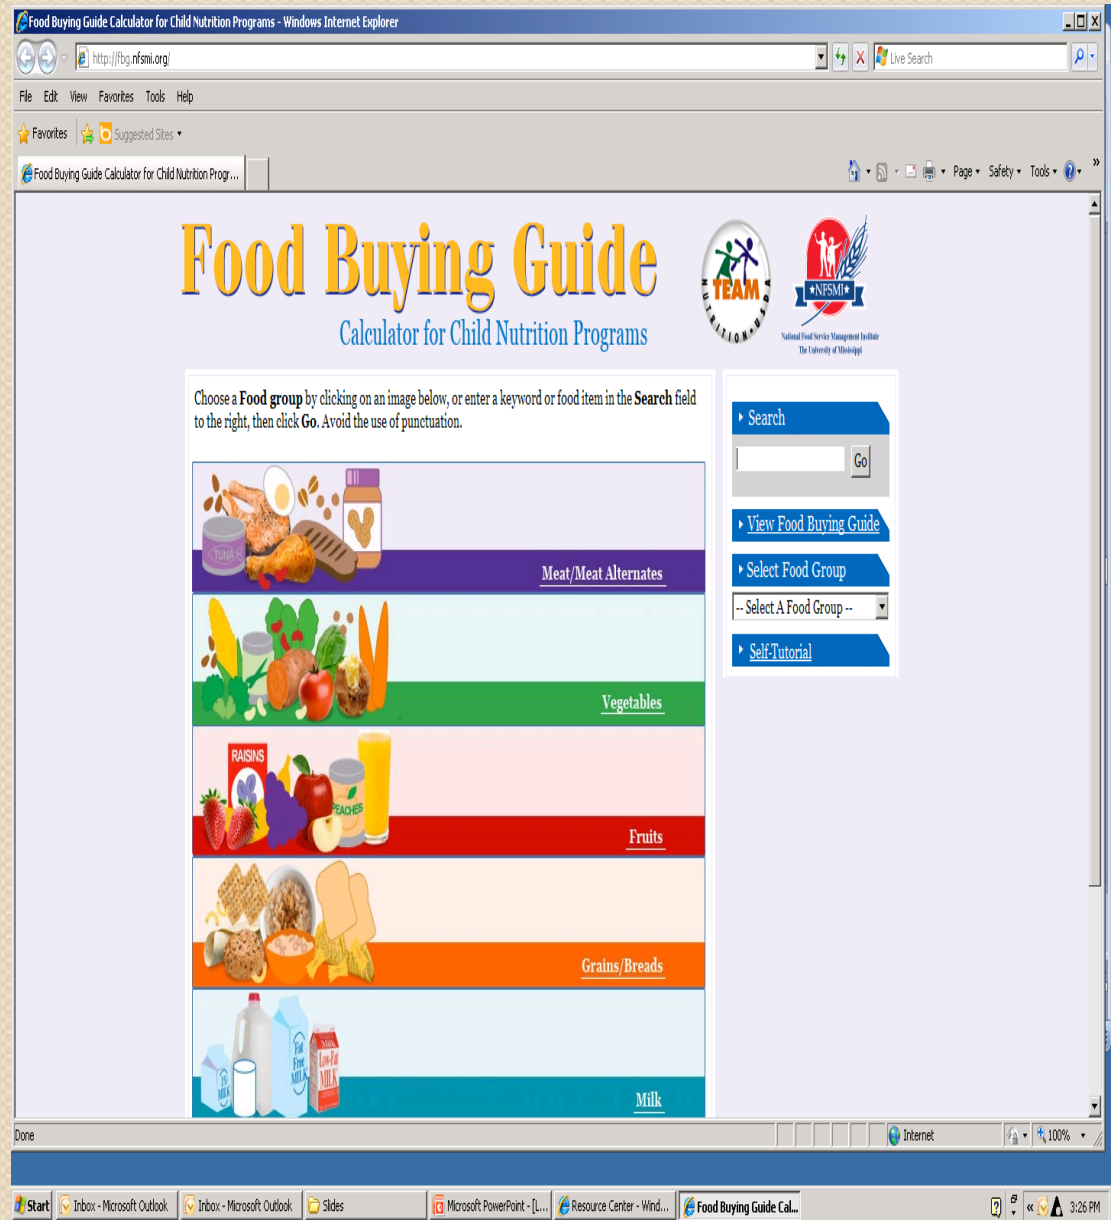 Food Buying Guide Calculator for Child Nutrition Programs - Windows Internet Explorer
http://fbg.nfsmi.org/
Live Search
File Edit View Favorites Tools Help
Favorites Suggested Sites
Food Buying Guide Calculator for Child Nutrition Progr...
Page Safety Tools »
Food Buying Guide
Calculator for Child Nutrition Programs
TEAM
NUTRITION USDA
★NFSMI★
National Food Service Management Institute
The University of Mississippi
Choose a Food group by clicking on an image below, or enter a keyword or food item in the Search field
to the right, then click Go. Avoid the use of punctuation.
TUNA
Meat/Meat Alternates
Vegetables
RAISINS
PEACHES
Fruits
Grains/Breads
1%
MILK
Fat
Free
MILK
MILK
Low-Fat
MILK
Milk
Search
Go
View Food Buying Guide
Select Food Group
-- Select A Food Group --
Self-Tutorial
Done
Internet
100%
Start
Inbox - Microsoft Outlook
Inbox - Microsoft Outlook
Slides
Microsoft PowerPoint - [L...
Resource Center - Wind...
Food Buying Guide Cal...
«
3:26 PM